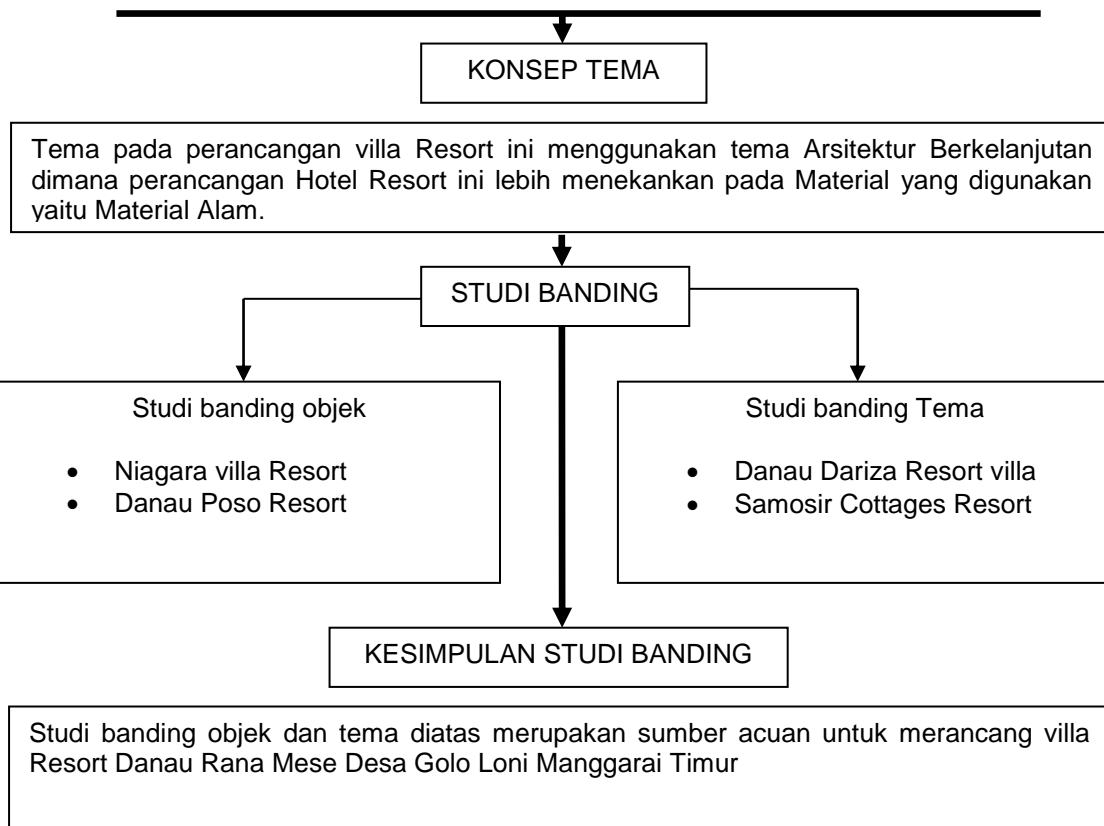 KONSEP TEMA
Tema pada perancangan villa Resort ini menggunakan tema Arsitektur Berkelanjutan
dimana perancangan Hotel Resort ini lebih menekankan pada Material yang digunakan
yaitu Material Alam.
STUDI BANDING
Studi banding objek
• Niagara villa Resort
• Danau Poso Resort
Studi banding Tema
• Danau Dariza Resort villa
• Samosir Cottages Resort
KESIMPULAN STUDI BANDING
Studi banding objek dan tema diatas merupakan sumber acuan untuk merancang villa
Resort Danau Rana Mese Desa Golo Loni Manggarai Timur